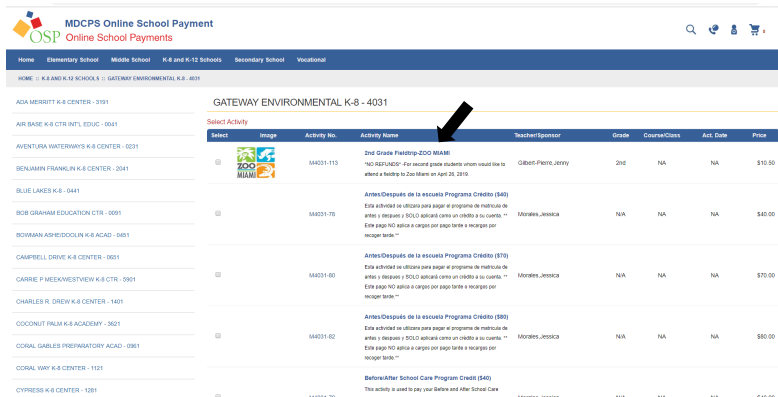 MDCPS Online School Payment
OSP Online School Payments
Home Elementary School Middle School K-8 and K-12 Schools Secondary School Vocational
HOME :: K-8 AND K-12 SCHOOLS :: GATEWAY ENVIRONMENTAL K-8 - 4031
ADA MERRITT K-8 CENTER - 3191
AIR BASE K-8 CTR INT'L EDUC - 0041
AVENTURA WATERWAYS K-8 CENTER - 0231
BENJAMIN FRANKLIN K-8 CENTER - 2041
BLUE LAKES K-8 - 0441
BOB GRAHAM EDUCATION CTR - 0091
BOWMAN ASHE/DOOLIN K-8 ACAD - 0451
CAMPBELL DRIVE K-8 CENTER - 0651
CARRIE P MEEK/WESTVIEW K-8 CTR - 5901
CHARLES R. DREW K-8 CENTER - 1401
COCONUT PALM K-8 ACADEMY - 3621
CORAL GABLES PREPARATORY ACAD - 0961
CORAL WAY K-8 CENTER - 1121
CYPRESS K-8 CENTER - 1281
GATEWAY ENVIRONMENTAL K-8 - 4031
Select Activity
Select Image Activity No. Activity Name Teacher/Sponsor Grade Course/Class Act. Date Price
ZOO MIAMI M4031-113 2nd Grade Fieldtrip-ZOO MIAMI Gilbert-Pierre,Jenny 2nd NA NA $10.50
*NO REFUNDS* -For second grade students whom would like to
attend a fieldtrip to Zoo Miami on April 26, 2019.
Antes/Después de la escuela Programa Crédito ($40)
Esta actividad se utilizara para pagar el programa de matricula de
M4031-78 antes y despues y SOLO aplicará como un crédito a su cuenta. ** Morales,Jessica N/A NA NA $40.00
Este pago NO aplica a cargos por pago tarde o recargos por
recoger tarde.**
Antes/Después de la escuela Programa Crédito ($70)
Esta actividad se utilizara para pagar el programa de matricula de
M4031-80 antes y despues y SOLO aplicará como un crédito a su cuenta. ** Morales,Jessica N/A NA NA $70.00
Este pago NO aplica a cargos por pago tarde o recargos por
recoger tarde.**
Antes/Después de la escuela Programa Crédito ($80)
Esta actividad se utilizara para pagar el programa de matricula de
M4031-82 antes y despues y SOLO aplicará como un crédito a su cuenta. ** Morales,Jessica N/A NA NA $80.00
Este pago NO aplica a cargos por pago tarde o recargos por
recoger tarde.**
Before/After School Care Program Credit ($40)
This activity is used to pay your Before and After School Care